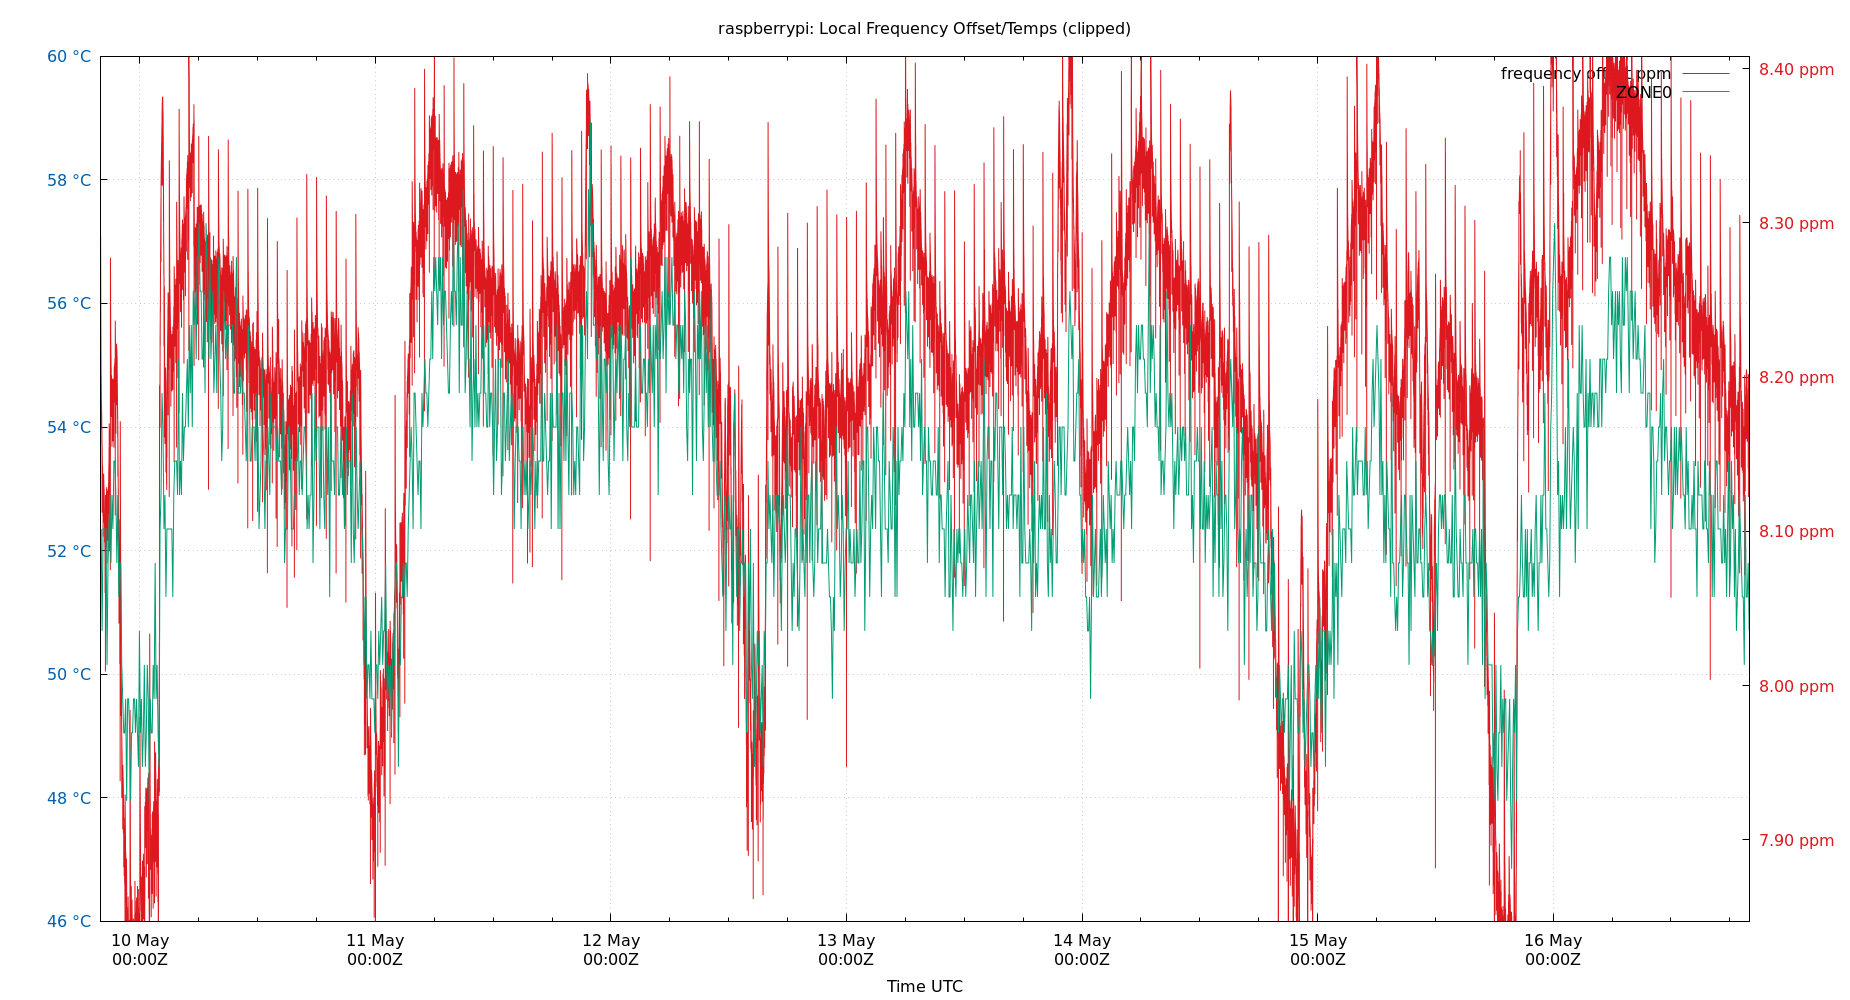 raspberrypi: Local Frequency Offset/Temps (clipped)
60 °C
58 °C
56 °C
54 °C
52 °C
50 °C
48 °C
46 °C
8.40 ppm
8.30 ppm
8.20 ppm
8.10 ppm
8.00 ppm
7.90 ppm
frequency offset ppm
ZONE0
10 May
00:00Z
11 May
00:00Z
12 May
00:00Z
13 May
00:00Z
14 May
00:00Z
15 May
00:00Z
16 May
00:00Z
Time UTC